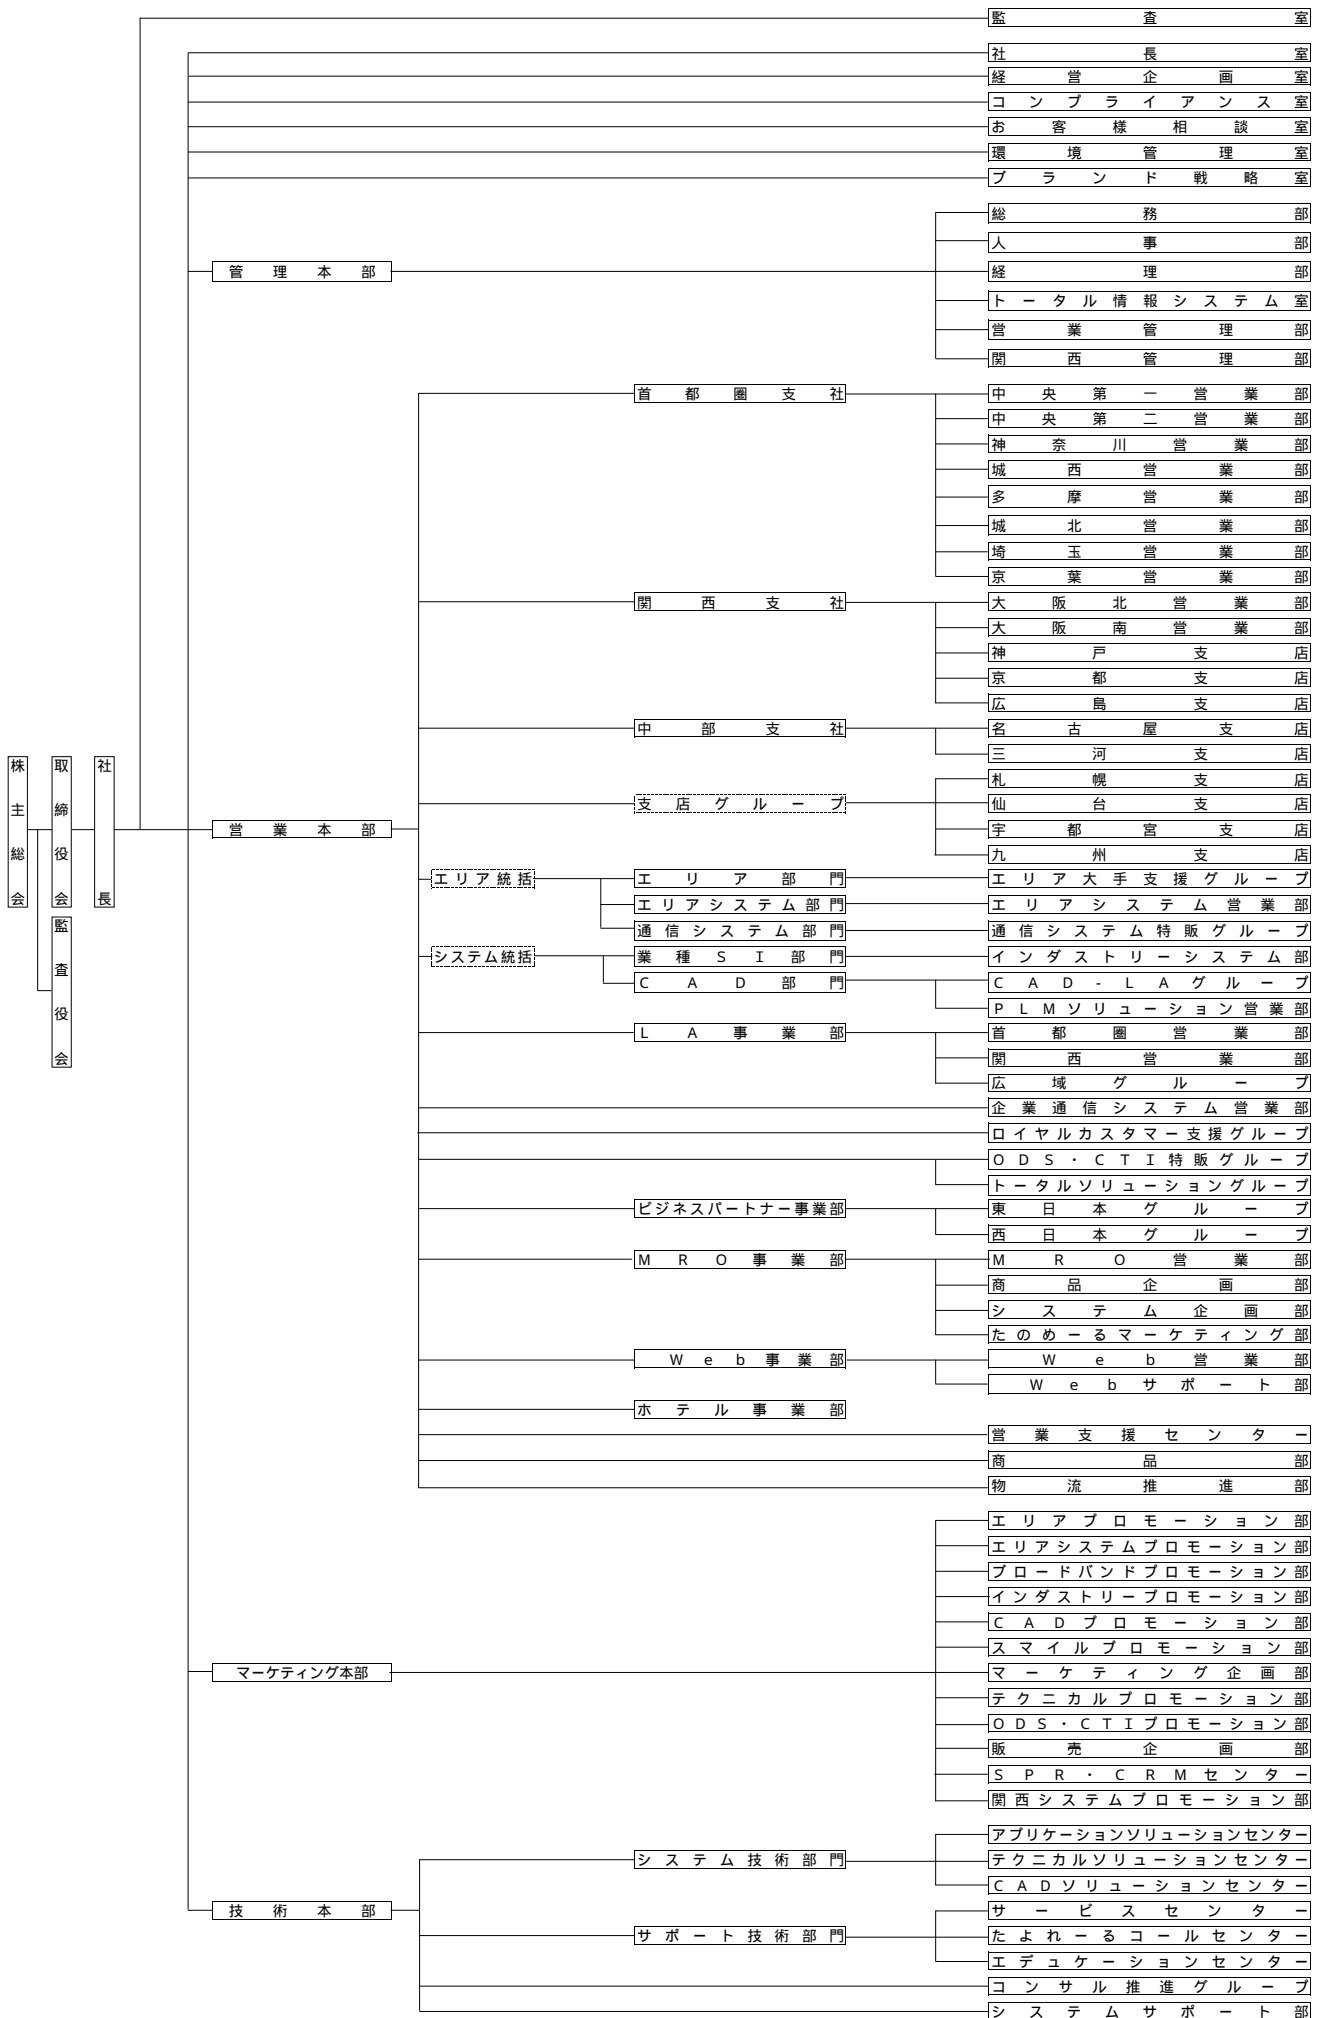 監査室
社長室
経営企画室
コンプライアンス室
お客様相談室
環境管理室
ブランド戦略室
総務部
人事部
管理本部
経理部
トータル情報システム室
営業管理部
関西管理部
首都圏支社
中央第一営業部
中央第二営業部
神奈川営業部
城西営業部
多摩営業部
城北営業部
埼玉営業部
京葉営業部
関西支社
大阪北営業部
大阪南営業部
神戸支店
京都支店
広島支店
中部支社
名古屋支店
三河支店
株主総会
取締役会
監査役会
社長
営業本部
支店グループ
札幌支店
仙台支店
宇都宮支店
九州支店
エリア統括
エリア部門
エリア大手支援グループ
エリアシステム部門
エリアシステム営業部
通信システム部門
通信システム特販グループ
システム統括
業種SI部門
インダストリーシステム部
CAD部門
CAD-LAグループ
PLMソリューション営業部
LA事業部
首都圏営業部
関西営業部
広域グループ
企業通信システム営業部
ロイヤルカスタマー支援グループ
ODS・CTI特販グループ
トータルソリューショングループ
ビジネスパートナー事業部
東日本グループ
西日本グループ
MRO事業部
MRO営業部
商品企画部
システム企画部
たのめーるマーケティング部
Web事業部
Web営業部
Webサポート部
ホテル事業部
営業支援センター
商品部
物流推進部
エリアプロモーション部
エリアシステムプロモーション部
ブロードバンドプロモーション部
インダストリープロモーション部
CADプロモーション部
スマイルプロモーション部
マーケティング本部
マーケティング企画部
テクニカルプロモーション部
ODS・CTIプロモーション部
販売企画部
SPR・CRMセンター
関西システムプロモーション部
アプリケーションソリューションセンター
システム技術部門
テクニカルソリューションセンター
CADソリューションセンター
技術本部
サービスセンター
サポート技術部門
たよれーるコールセンター
エデュケーションセンター
コンサル推進グループ
システムサポート部